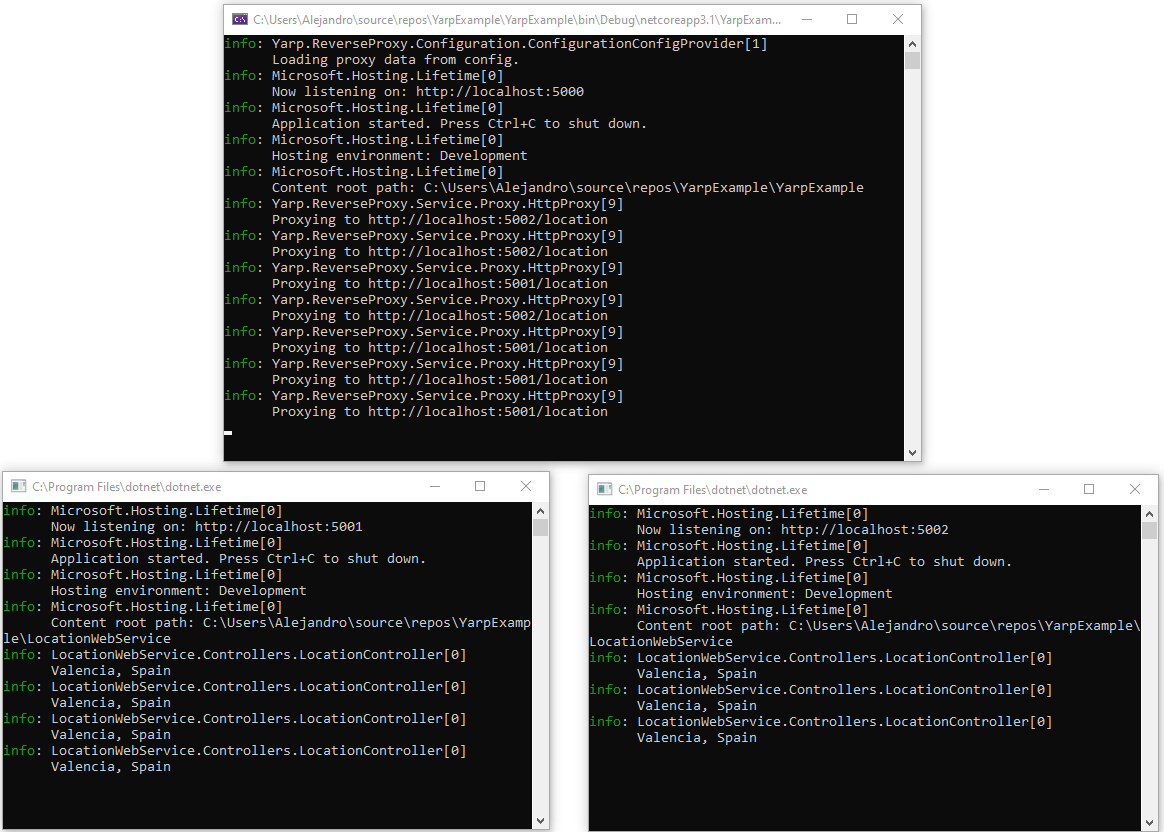 C:\Users\Alejandro\source\repos\YarpExample\YarpExample\bin\Debug\netcoreapp3.1\YarpExam...
info: Yarp.ReverseProxy.Configuration.ConfigurationConfigProvider[1]
Loading proxy data from config.
info: Microsoft.Hosting.Lifetime[0]
Now listening on: http://localhost:5000
info: Microsoft.Hosting.Lifetime[0]
Application started. Press Ctrl+C to shut down.
info: Microsoft.Hosting.Lifetime[0]
Hosting environment: Development
info: Microsoft.Hosting.Lifetime[0]
Content root path: C:\Users\Alejandro\source\repos\YarpExample\YarpExample
info: Yarp.ReverseProxy.Service.Proxy.HttpProxy[9]
Proxying to http://localhost:5002/location
info: Yarp.ReverseProxy.Service.Proxy.HttpProxy[9]
Proxying to http://localhost:5002/location
info: Yarp.ReverseProxy.Service.Proxy.HttpProxy[9]
Proxying to http://localhost:5001/location
info: Yarp.ReverseProxy.Service.Proxy.HttpProxy[9]
Proxying to http://localhost:5002/location
info: Yarp.ReverseProxy.Service.Proxy.HttpProxy[9]
Proxying to http://localhost:5001/location
info: Yarp.ReverseProxy.Service.Proxy.HttpProxy[9]
Proxying to http://localhost:5001/location
info: Yarp.ReverseProxy.Service.Proxy.HttpProxy[9]
Proxying to http://localhost:5001/location
C:\Program Files\dotnet\dotnet.exe
info: Microsoft.Hosting.Lifetime[0]
Now listening on: http://localhost:5001
info: Microsoft.Hosting.Lifetime[0]
Application started. Press Ctrl+C to shut down.
info: Microsoft.Hosting.Lifetime[0]
Hosting environment: Development
info: Microsoft.Hosting.Lifetime[0]
Content root path: C:\Users\Alejandro\source\repos\YarpExamp
le\LocationWebService
info: LocationWebService.Controllers.LocationController[0]
Valencia, Spain
info: LocationWebService.Controllers.LocationController[0]
Valencia, Spain
info: LocationWebService.Controllers.LocationController[0]
Valencia, Spain
info: LocationWebService.Controllers.LocationController[0]
Valencia, Spain
C:\Program Files\dotnet\dotnet.exe
info: Microsoft.Hosting.Lifetime[0]
Now listening on: http://localhost:5002
info: Microsoft.Hosting.Lifetime[0]
Application started. Press Ctrl+C to shut down.
info: Microsoft.Hosting.Lifetime[0]
Hosting environment: Development
info: Microsoft.Hosting.Lifetime[0]
Content root path: C:\Users\Alejandro\source\repos\YarpExample\
LocationWebService
info: LocationWebService.Controllers.LocationController[0]
Valencia, Spain
info: LocationWebService.Controllers.LocationController[0]
Valencia, Spain
info: LocationWebService.Controllers.LocationController[0]
Valencia, Spain